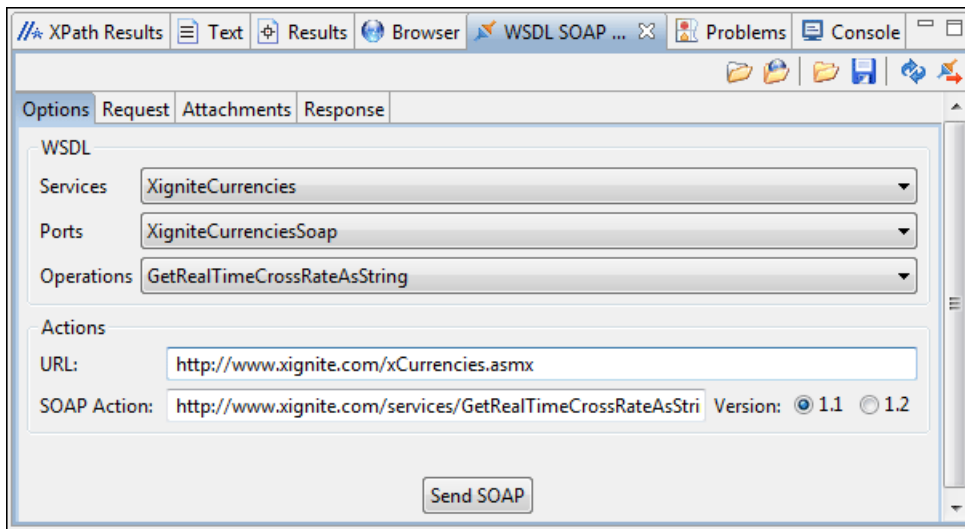 XPath Results Text Results Browser WSDL SOAP ... Problems Console
Options Request Attachments Response
WSDL
Services XigniteCurrencies
Ports XigniteCurrenciesSoap
Operations GetRealTimeCrossRateAsString
Actions
URL: http://www.xignite.com/xCurrencies.asmx
SOAP Action: http://www.xignite.com/services/GetRealTimeCrossRateAsStri Version: 1.1 1.2
Send SOAP